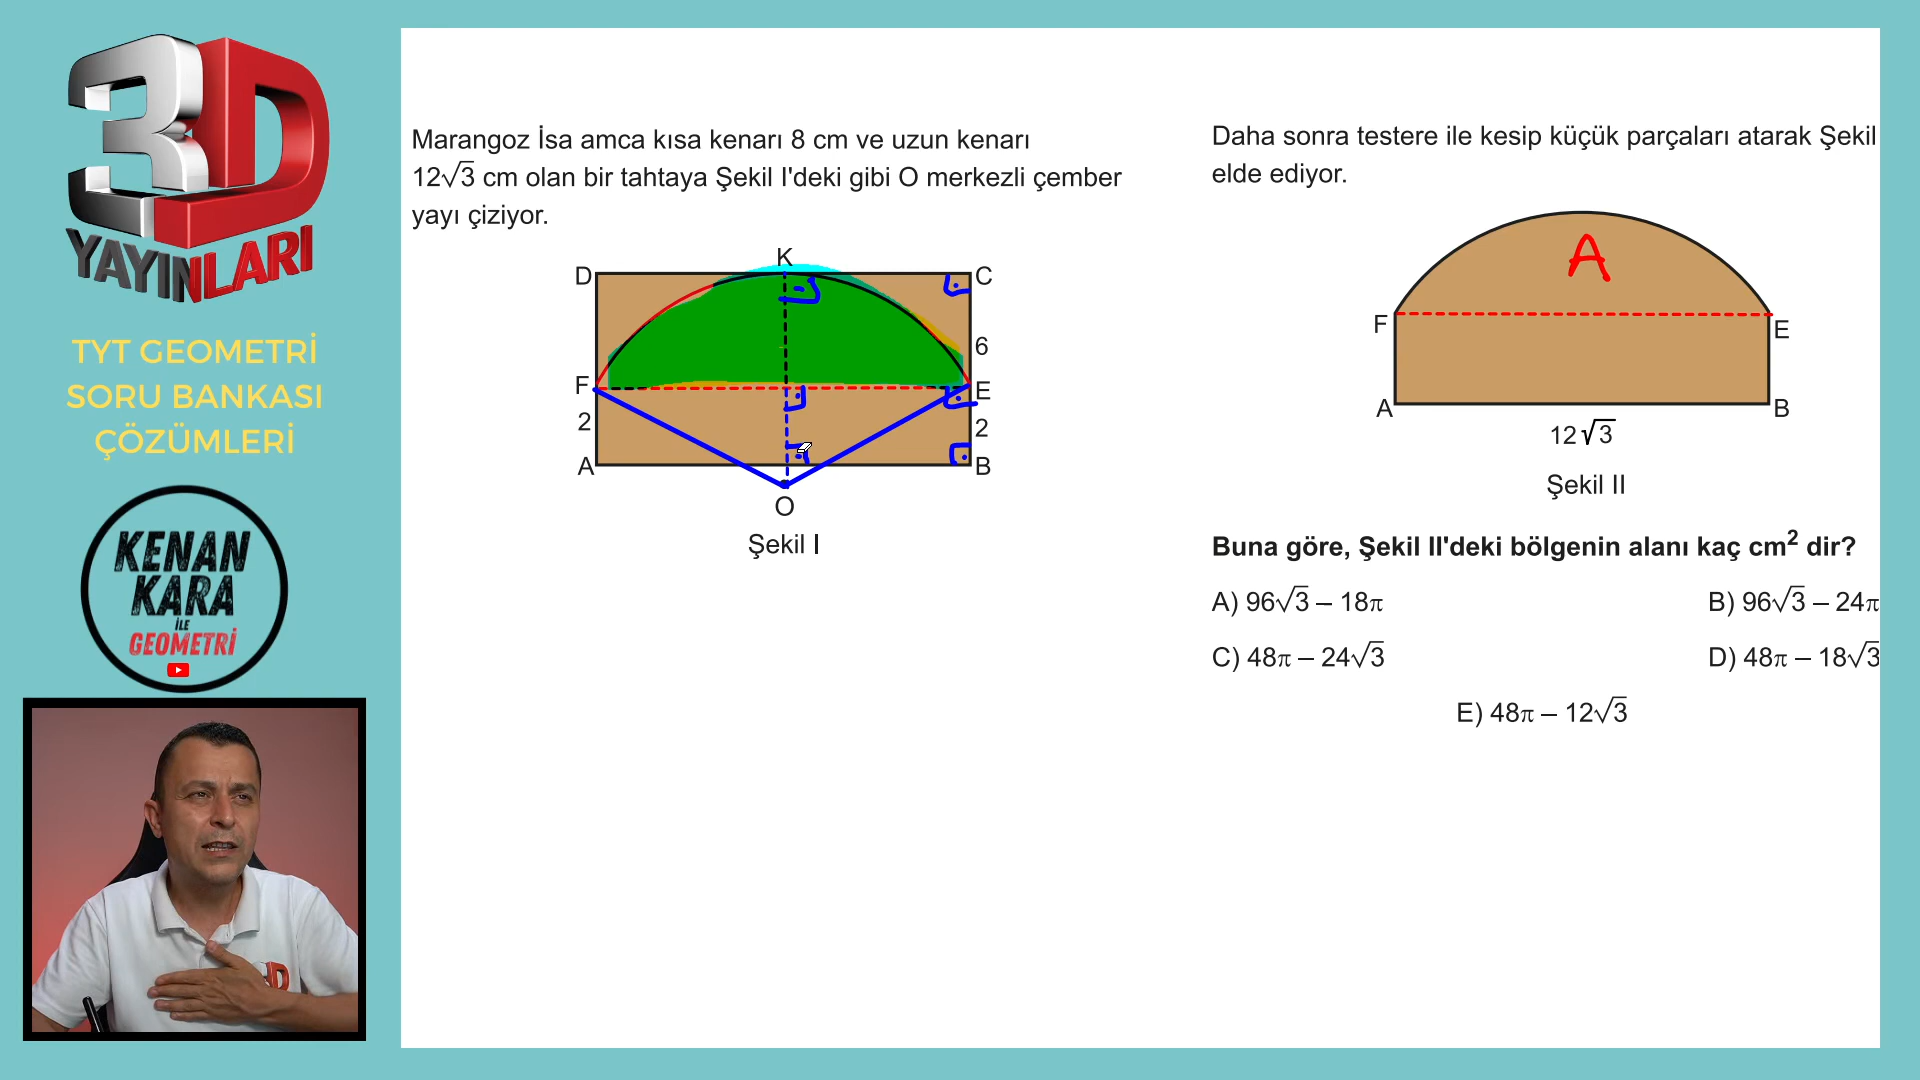 3D
YAYINLARI
TYT GEOMETRİ
SORU BANKASI
ÇÖZÜMLERİ
KENAN
KARA
İLE
GEOMETRİ
3D
Marangoz İsa amca kısa kenarı 8 cm ve uzun kenarı
12√3 cm olan bir tahtaya Şekil I'deki gibi O merkezli çember
yayı çiziyor.
K
D
C
6
F
E
2
2
A
B
O
Şekil I
Daha sonra testere ile kesip küçük parçaları atarak Şekil
elde ediyor.
A
F
E
A
B
12√3
Şekil II
Buna göre, Şekil II'deki bölgenin alanı kaç cm² dir?
A) 96√3 – 18π
B) 96√3 – 24π
C) 48π – 24√3
D) 48π – 18√3
E) 48π – 12√3